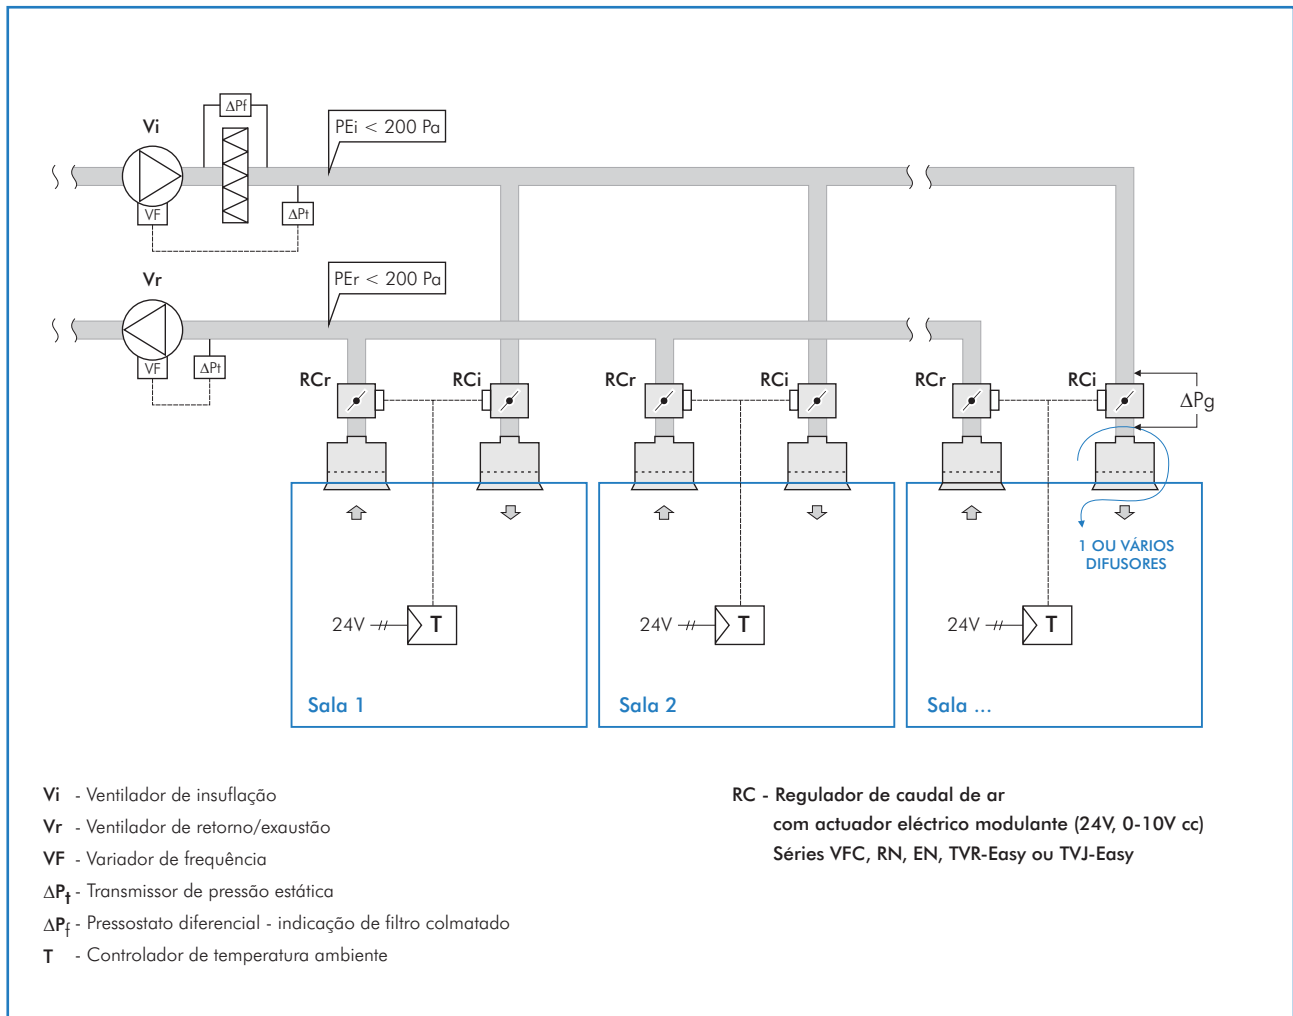 ΔPf
Vi
PEi < 200 Pa
VF
ΔPt
Vr
PEr < 200 Pa
VF
ΔPt
RCr
RCi
RCr
RCi
RCr
RCi
ΔPg
1 OU VÁRIOS
DIFUSORES
24V
T
24V
T
24V
T
Sala 1
Sala 2
Sala ...
Vi - Ventilador de insuflação
Vr - Ventilador de retorno/exaustão
VF - Variador de frequência
ΔPt - Transmissor de pressão estática
ΔPf - Pressostato diferencial - indicação de filtro colmatado
T - Controlador de temperatura ambiente
RC - Regulador de caudal de ar
com actuador eléctrico modulante (24V, 0-10V cc)
Séries VFC, RN, EN, TVR-Easy ou TVJ-Easy